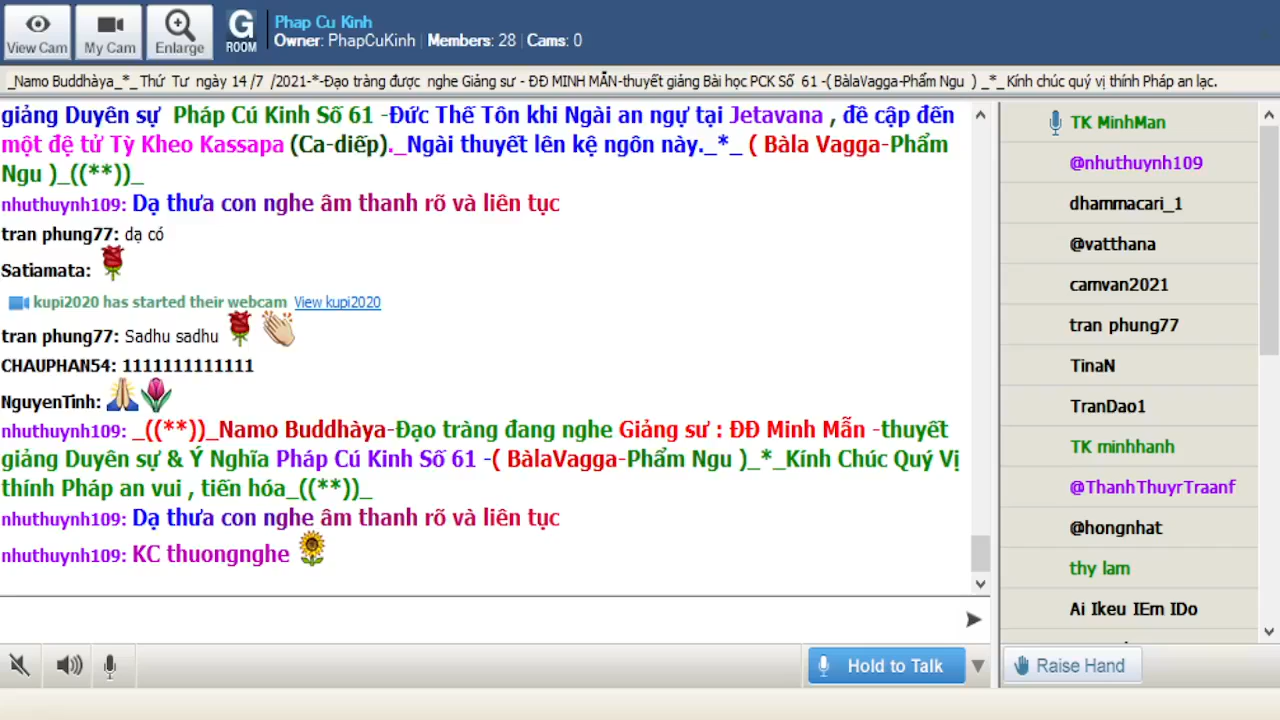 View Cam
My Cam
Enlarge
G
ROOM
Phap Cu Kinh
Owner: PhapCuKinh | Members: 28 | Cams: 0
_Namo Buddhàya_*_ Thứ Tư ngày 14 /7 /2021-*-Đạo tràng được nghe Giảng sư - ĐĐ MINH MẪN-thuyết giảng Bài học PCK Số 61 -( BàlaVagga-Phẩm Ngu ) _*_ Kính chúc quý vị thính Pháp an lạc.
giảng Duyên sự Pháp Cú Kinh Số 61 -Đức Thế Tôn khi Ngài an ngự tại Jetavana , đề cập đến
một đệ tử Tỳ Kheo Kassapa (Ca-diếp)._Ngài thuyết lên kệ ngôn này._*_ ( Bàla Vagga-Phẩm
Ngu )_((**))_
nhuthuynh109: Dạ thưa con nghe âm thanh rõ và liên tục
tran phung77: dạ có
Satiamata:
kupi2020 has started their webcam View kupi2020
tran phung77: Sadhu sadhu
CHAUPHAN54: 1111111111111
NguyenTinh:
nhuthuynh109: _((**))_Namo Buddhàya-Đạo tràng đang nghe Giảng sư : ĐĐ Minh Mẫn -thuyết
giảng Duyên sự & Ý Nghĩa Pháp Cú Kinh Số 61 -( BàlaVagga-Phẩm Ngu )_*_Kính Chúc Quý Vị
thính Pháp an vui , tiến hóa_((**))_
nhuthuynh109: Dạ thưa con nghe âm thanh rõ và liên tục
nhuthuynh109: KC thuongnghe
TK MinhMan
@nhuthuynh109
dhammacari_1
@vatthana
camvan2021
tran phung77
TinaN
TranDao1
TK minhhanh
@ThanhThuyrTraanf
@hongnhat
thy lam
Ai Ikeu IEm IDo
Hold to Talk
Raise Hand